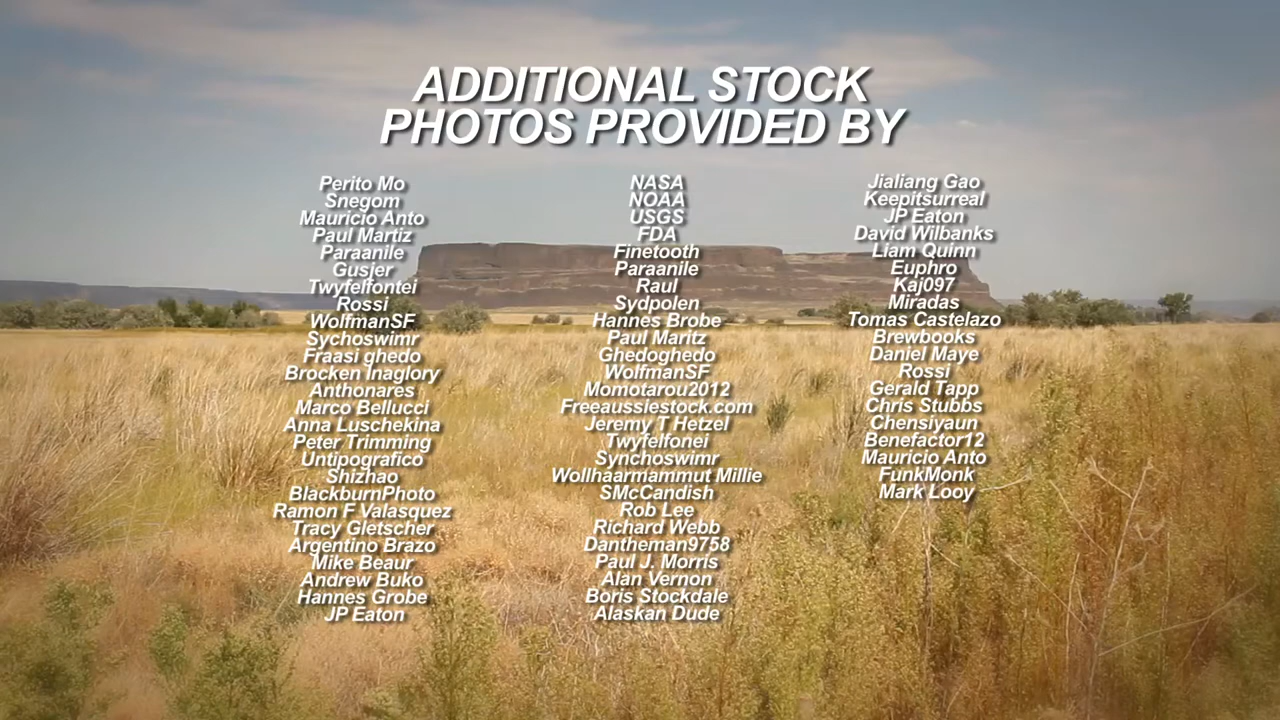 ADDITIONAL STOCK
PHOTOS PROVIDED BY
Perito Mo
Snegom
Mauricio Anto
Paul Martiz
Paraanile
Gusjer
Twyfelfontei
Rossi
WolfmanSF
Sychoswimr
Fraasi ghedo
Brocken Inaglory
Anthonares
Marco Bellucci
Anna Luschekina
Peter Trimming
Untipografico
Shizhao
BlackburnPhoto
Ramon F Valasquez
Tracy Gletscher
Argentino Brazo
Mike Beaur
Andrew Buko
Hannes Grobe
JP Eaton
NASA
NOAA
USGS
FDA
Finetooth
Paraanile
Raul
Sydpolen
Hannes Brobe
Paul Maritz
Ghedoghedo
WolfmanSF
Momotarou2012
Freeaussiestock.com
Jeremy T Hetzel
Twyfelfonei
Synchoswimr
Wollhaarmammut Millie
SMcCandish
Rob Lee
Richard Webb
Dantheman9758
Paul J. Morris
Alan Vernon
Boris Stockdale
Alaskan Dude
Jialiang Gao
Keepitsurreal
JP Eaton
David Wilbanks
Liam Quinn
Euphro
Kaj097
Miradas
Tomas Castelazo
Brewbooks
Daniel Maye
Rossi
Gerald Tapp
Chris Stubbs
Chensiyaun
Benefactor12
Mauricio Anto
FunkMonk
Mark Looy